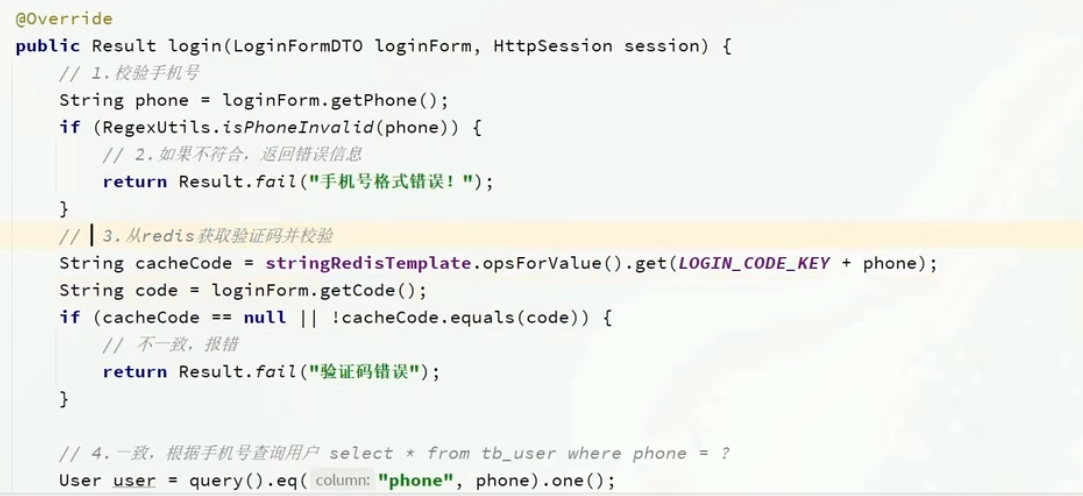 @Override
public Result login(LoginFormDTO loginForm, HttpSession session) {
// 1.校验手机号
String phone = loginForm.getPhone();
if (RegexUtils.isPhoneInvalid(phone)) {
// 2.如果不符合，返回错误信息
return Result.fail("手机号格式错误！");
}
// 3.从redis获取验证码并校验
String cacheCode = stringRedisTemplate.opsForValue().get(LOGIN_CODE_KEY + phone);
String code = loginForm.getCode();
if (cacheCode == null || !cacheCode.equals(code)) {
// 不一致，报错
return Result.fail("验证码错误");
}
// 4.一致，根据手机号查询用户 select * from tb_user where phone = ?
User user = query().eq( column: "phone", phone).one();